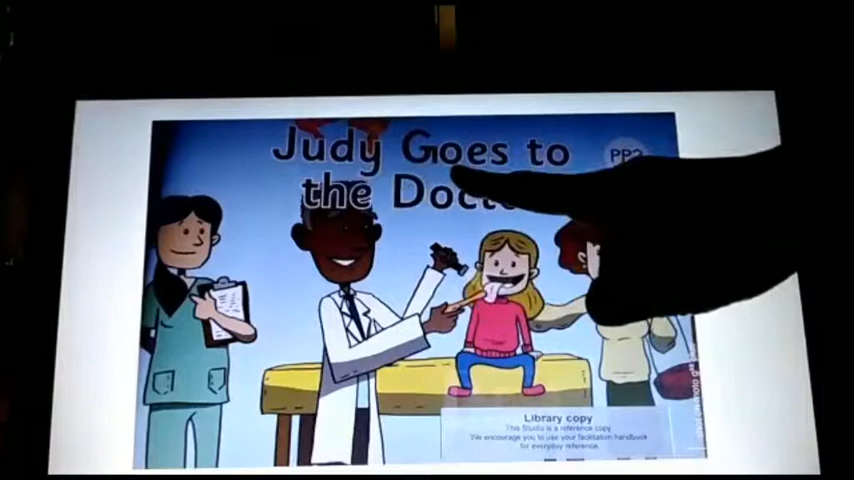 Judy Goes to
PP2
the
Library copy
This Studio is a reference copy
We encourage you to use your facilitation handbook
for everyday reference.